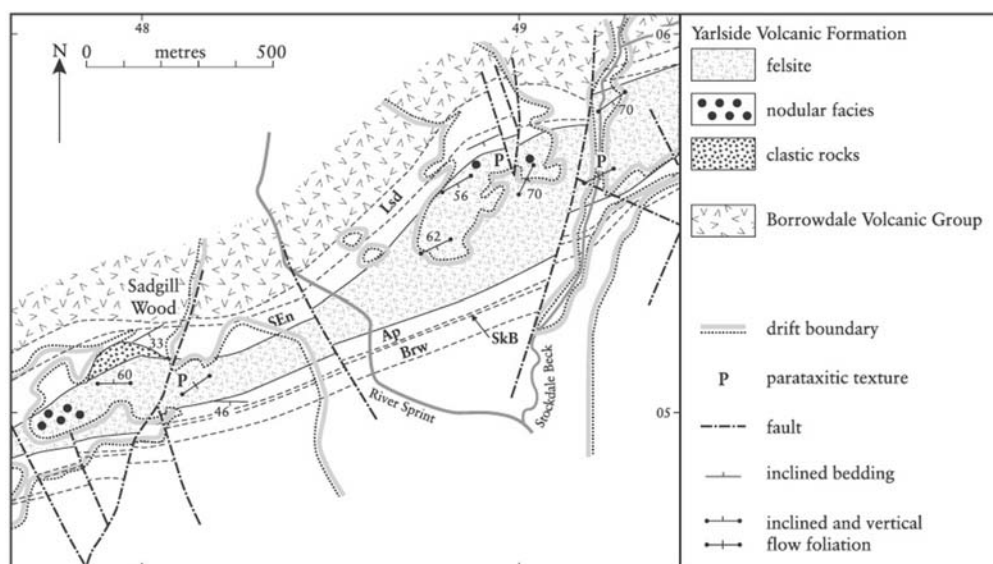 48
49
06
N
0 metres 500
70
P
P
56
70
Lsd
62
Sadgill
Wood
SEn
33
Ap
SkB
Brw
60
P
46
River Sprint
Stockdale Beck
05
Yarlside Volcanic Formation
felsite
nodular facies
clastic rocks
Borrowdale Volcanic Group
drift boundary
P parataxitic texture
fault
inclined bedding
inclined and vertical
flow foliation